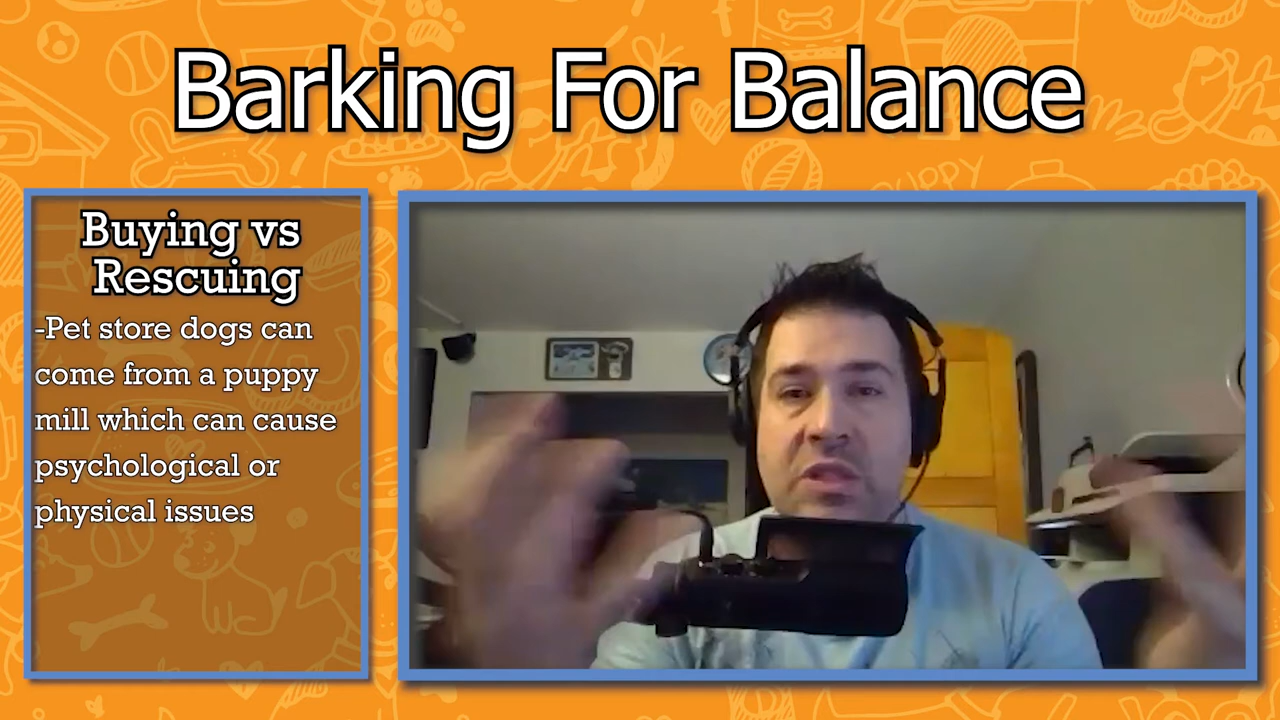 Barking For Balance
Buying vs
Rescuing
-Pet store dogs can
come from a puppy
mill which can cause
psychological or
physical issues
PUPPY